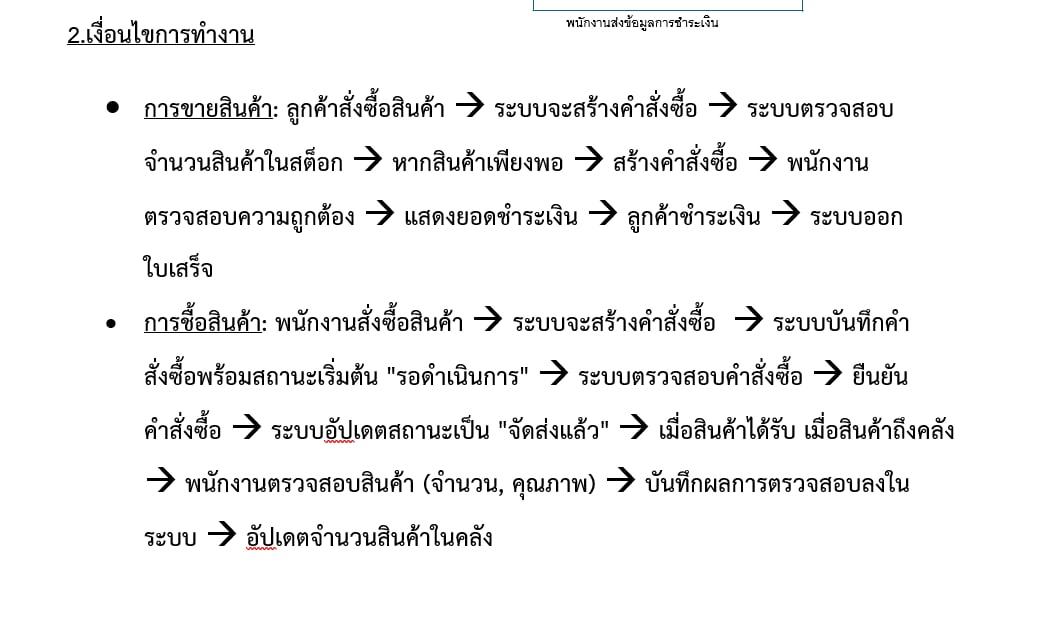 พนักงานส่งข้อมูลการชำระเงิน
2.เงื่อนไขการทำงาน
● การขายสินค้า: ลูกค้าสั่งซื้อสินค้า → ระบบจะสร้างคำสั่งซื้อ → ระบบตรวจสอบ
จำนวนสินค้าในสต็อก → หากสินค้าเพียงพอ → สร้างคำสั่งซื้อ → พนักงาน
ตรวจสอบความถูกต้อง → แสดงยอดชำระเงิน → ลูกค้าชำระเงิน → ระบบออก
ใบเสร็จ
● การซื้อสินค้า: พนักงานสั่งซื้อสินค้า → ระบบจะสร้างคำสั่งซื้อ → ระบบบันทึกคำ
สั่งซื้อพร้อมสถานะเริ่มต้น "รอดำเนินการ" → ระบบตรวจสอบคำสั่งซื้อ → ยืนยัน
คำสั่งซื้อ → ระบบอัปเดตสถานะเป็น "จัดส่งแล้ว" → เมื่อสินค้าได้รับ เมื่อสินค้าถึงคลัง
→ พนักงานตรวจสอบสินค้า (จำนวน, คุณภาพ) → บันทึกผลการตรวจสอบลงใน
ระบบ → อัปเดตจำนวนสินค้าในคลัง